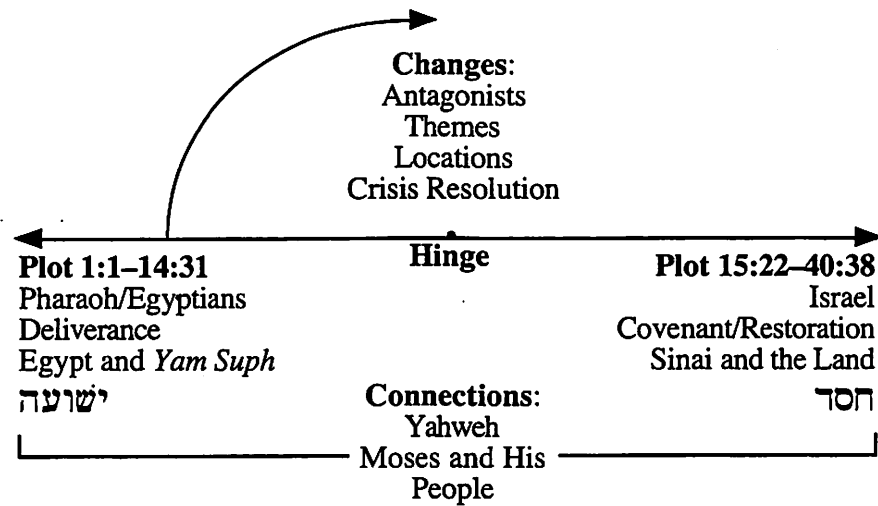 Changes:
Antagonists
Themes
Locations
Crisis Resolution
Hinge
Plot 1:1–14:31
Pharaoh/Egyptians
Deliverance
Egypt and Yam Suph
ישׁועה
Plot 15:22–40:38
Israel
Covenant/Restoration
Sinai and the Land
חסד
Connections:
Yahweh
Moses and His
People